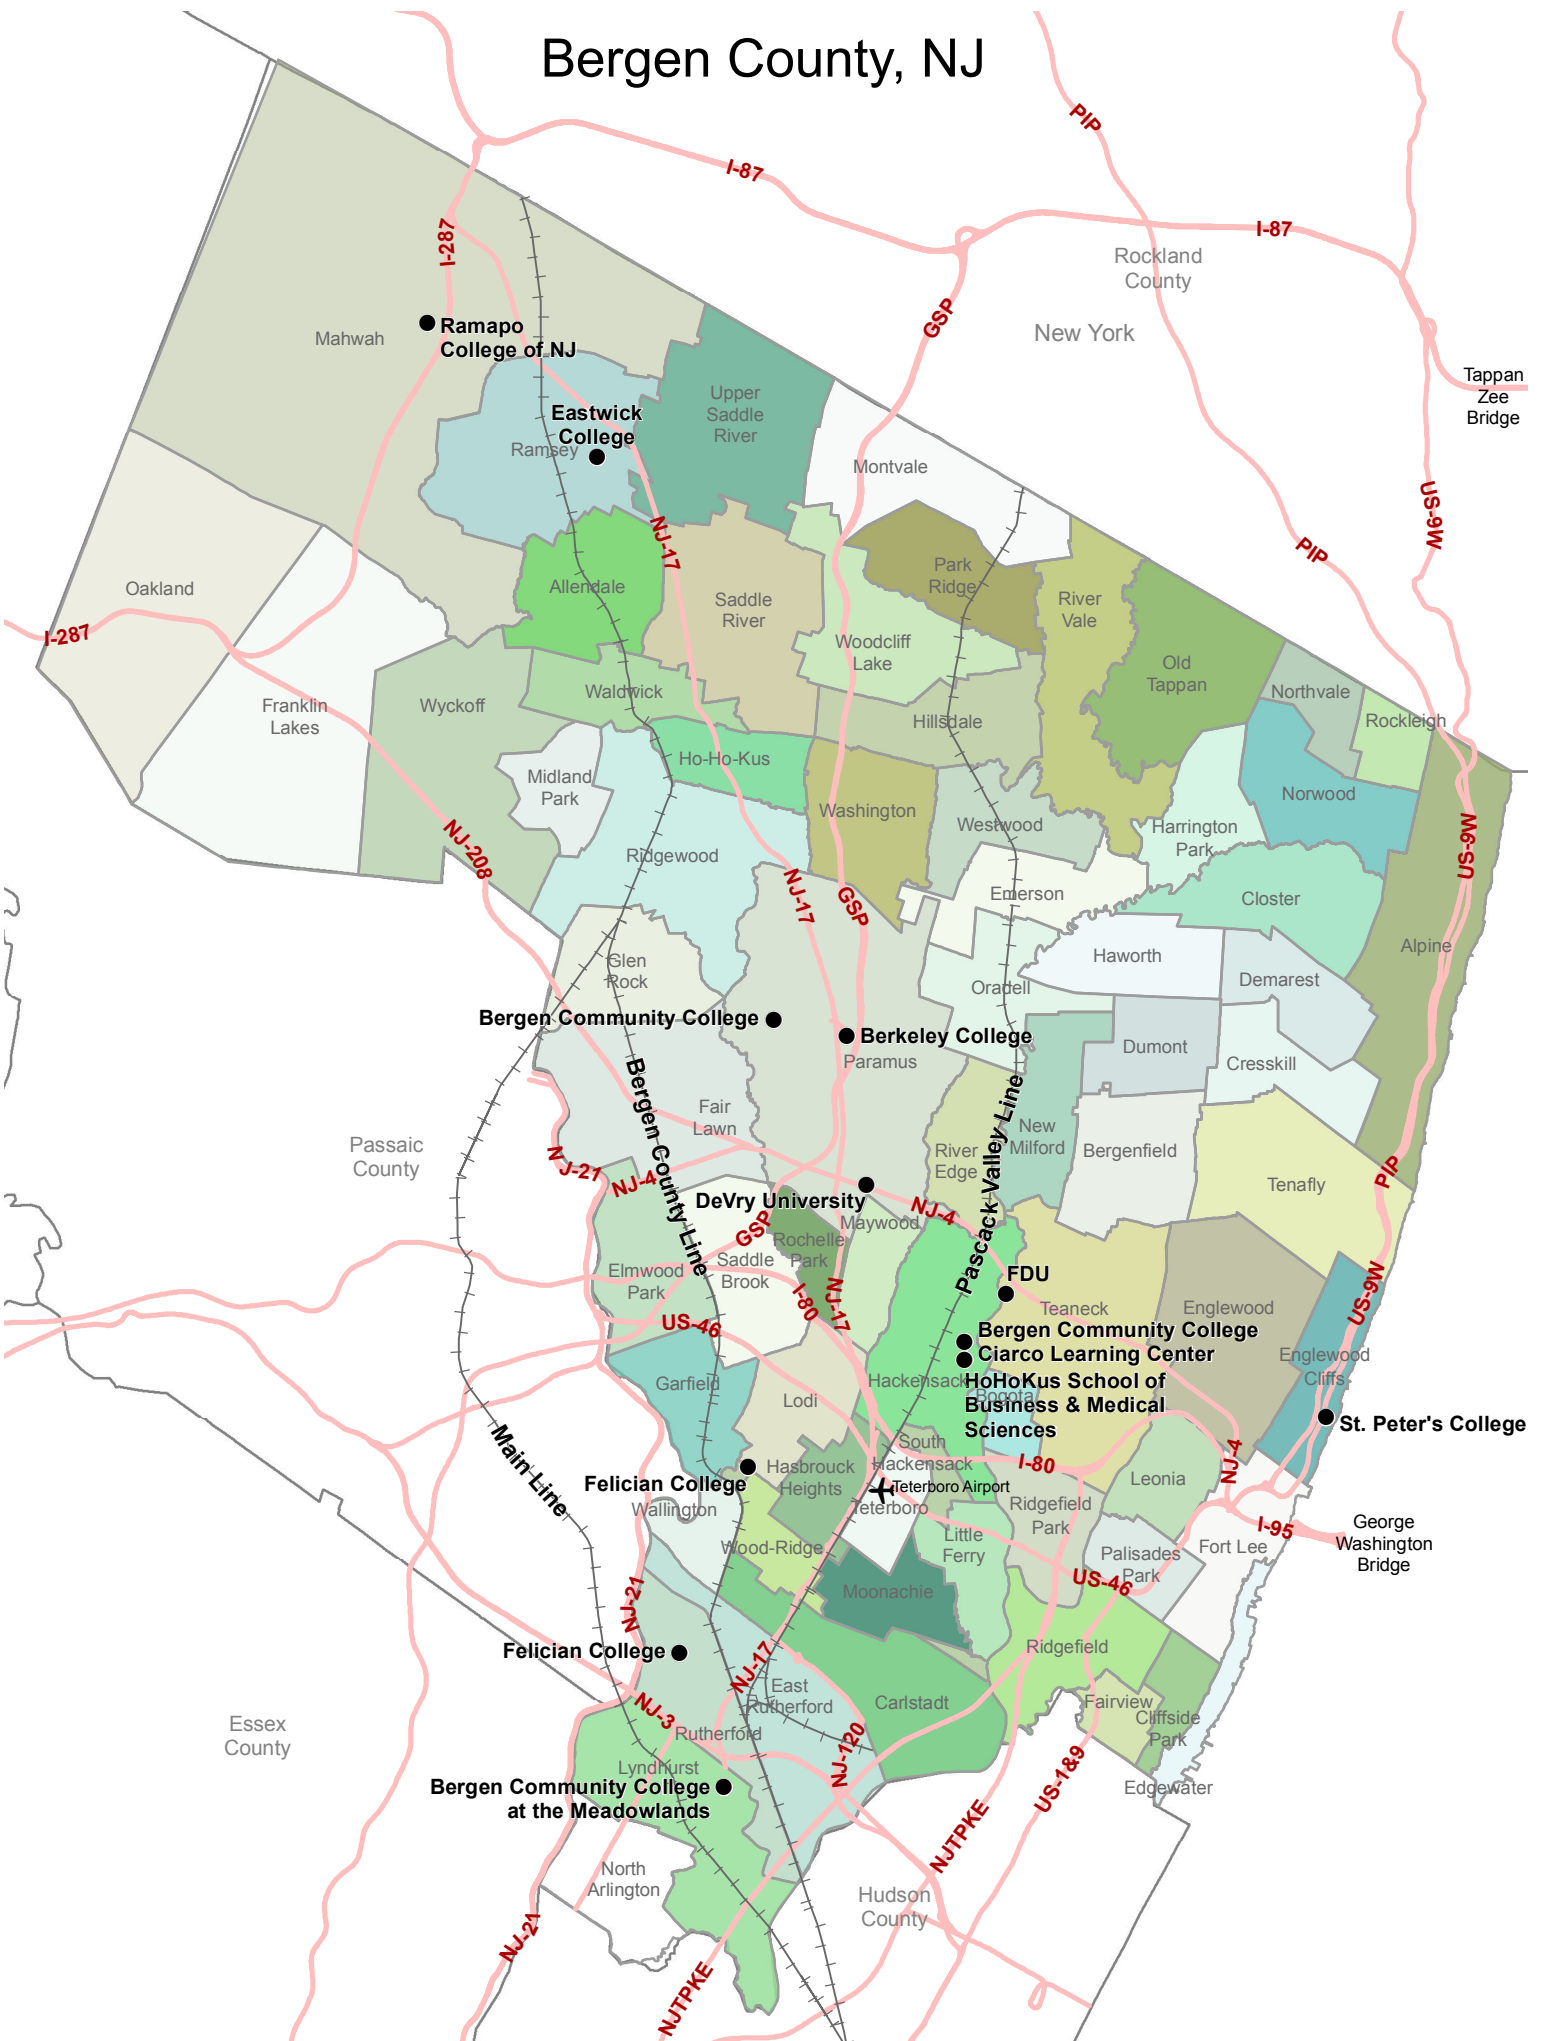 Bergen County, NJ
PIP
I-87
I-87
I-287
Rockland
County
GSP
New York
Mahwah
Ramapo
College of NJ
Tappan
Zee
Bridge
Upper
Saddle
River
Eastwick
College
Ramsey
Montvale
US-9W
NJ-17
PIP
Oakland
Allendale
Park
Ridge
Saddle
River
River
Vale
I-287
Woodcliff
Lake
Old
Tappan
Franklin
Lakes
Wyckoff
Waldwick
Northvale
Hillsdale
Rockleigh
Ho-Ho-Kus
Midland
Park
Washington
Norwood
Westwood
Harrington
Park
NJ-208
Ridgewood
US-9W
NJ-17
GSP
Emerson
Closter
Alpine
Glen
Rock
Haworth
Demarest
Oradell
Bergen Community College
Berkeley College
Paramus
Dumont
Cresskill
Bergen County Line
Fair
Lawn
Pascack Valley Line
New
Milford
Passaic
County
River
Edge
Bergenfield
NJ-21
NJ-4
PIP
Tenafly
DeVry University
NJ-4
Maywood
GSP
Rochelle
Park
Saddle
Brook
Elmwood
Park
FDU
I-80
NJ-17
Teaneck
Englewood
US-9W
US-46
Bergen Community College
Ciarco Learning Center
Englewood
Cliffs
Garfield
Hackensack
HoHoKus School of
Business & Medical
Sciences
Bogota
Lodi
St. Peter's College
Main Line
South
Hackensack
I-80
NJ-4
Hasbrouck
Heights
Leonia
Felician College
Teterboro Airport
Wallington
Teterboro
Ridgefield
Park
I-95
George
Washington
Bridge
Little
Ferry
Wood-Ridge
Palisades
Park
Fort Lee
US-46
Moonachie
NJ-21
Felician College
Ridgefield
NJ-17
East
Rutherford
Carlstadt
Fairview
Cliffside
Park
NJ-3
Rutherford
Essex
County
NJ-120
Lyndhurst
US-1&9
Bergen Community College
at the Meadowlands
Edgewater
NJTPKE
North
Arlington
Hudson
County
NJ-21
NJTPKE